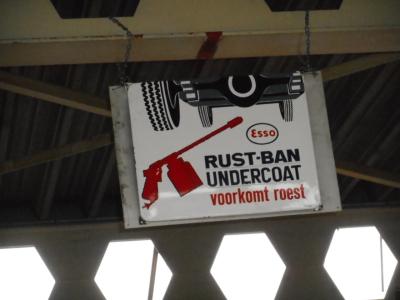 Esso
RUST-BAN
UNDERCOAT
voorkomt roest